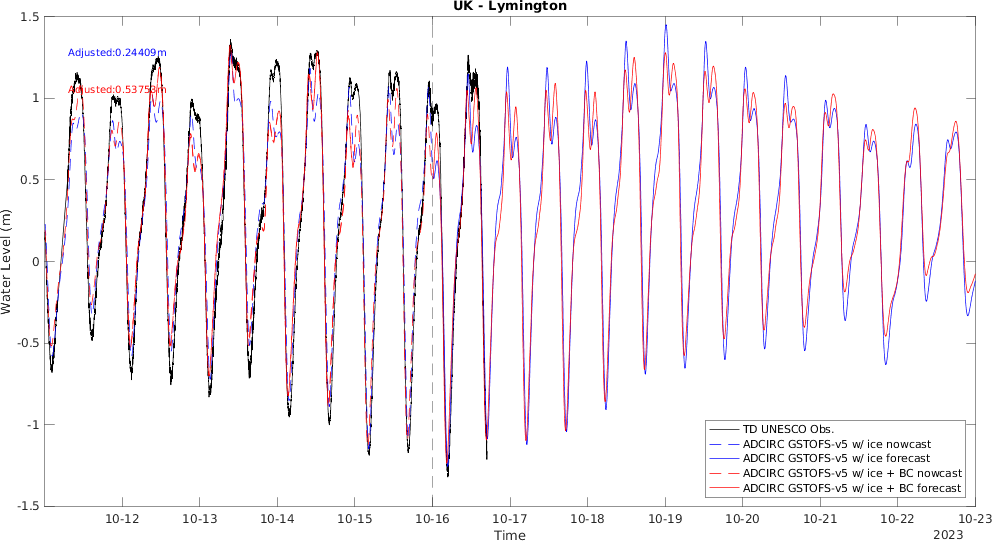 UK - Lymington
Adjusted:0.24409m
Adjusted:0.53753m
Water Level (m)
1.5
1
0.5
0
-0.5
-1
-1.5
10-12 10-13 10-14 10-15 10-16 10-17 10-18 10-19 10-20 10-21 10-22 10-23
Time
2023
TD UNESCO Obs.
ADCIRC GSTOFS-v5 w/ ice nowcast
ADCIRC GSTOFS-v5 w/ ice forecast
ADCIRC GSTOFS-v5 w/ ice + BC nowcast
ADCIRC GSTOFS-v5 w/ ice + BC forecast